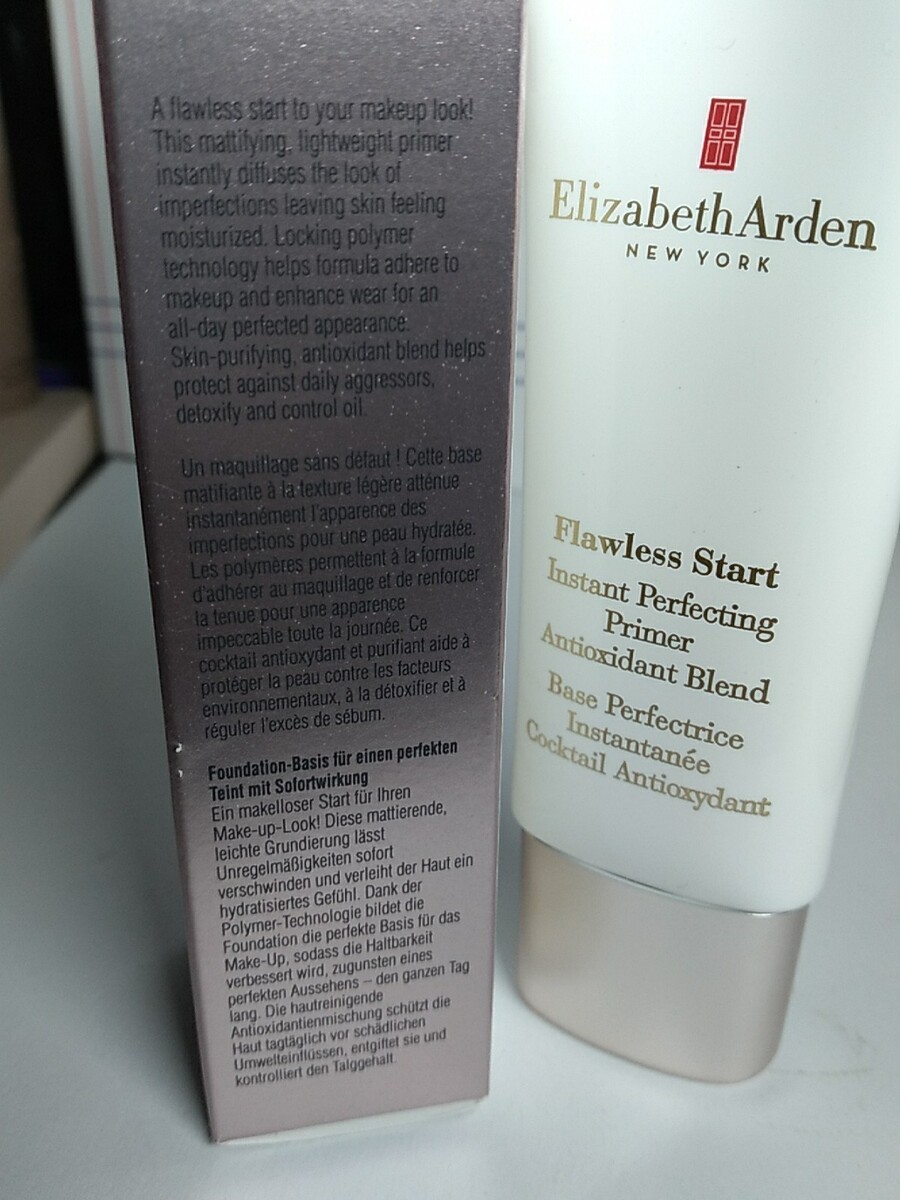 A flawless start to your makeup look!
This mattifying, lightweight primer
instantly diffuses the look of
imperfections leaving skin feeling
moisturized. Locking polymer
technology helps formula adhere to
makeup and enhance wear for an
all-day perfected appearance.
Skin-purifying, antioxidant blend helps
protect against daily aggressors,
detoxify and control oil.
Un maquillage sans défaut ! Cette base
matifiante à la texture légère atténue
instantanément l'apparence des
imperfections pour une peau hydratée.
Les polymères permettent à la formule
d'adhérer au maquillage et de renforcer
la tenue pour une apparence
impeccable toute la journée. Ce
cocktail antioxydant et purifiant aide à
protéger la peau contre les facteurs
environnementaux, à la détoxifier et à
réguler l'excès de sébum.
Foundation-Basis für einen perfekten
Teint mit Sofortwirkung
Ein makelloser Start für Ihren
Make-up-Look! Diese mattierende,
leichte Grundierung lässt
Unregelmäßigkeiten sofort
verschwinden und verleiht der Haut ein
hydratisiertes Gefühl. Dank der
Polymer-Technologie bildet die
Foundation die perfekte Basis für das
Make-Up, sodass die Haltbarkeit
verbessert wird, zugunsten eines
perfekten Aussehens – den ganzen Tag
lang. Die hautreinigende
Antioxidantienmischung schützt die
Haut tagtäglich vor schädlichen
Umwelteinflüssen, entgiftet sie und
kontrolliert den Talggehalt.
Elizabeth Arden
NEW YORK
Flawless Start
Instant Perfecting
Primer
Antioxidant Blend
Base Perfectrice
Instantanée
Cocktail Antioxydant